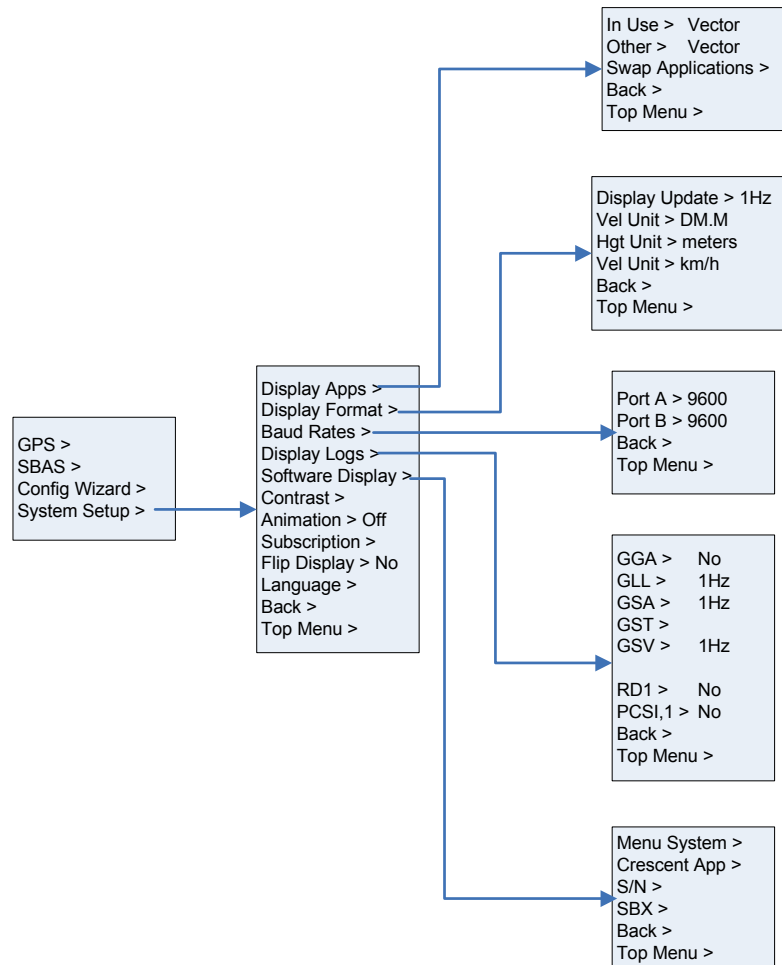 GPS >
SBAS >
Config Wizard >
System Setup >
Display Apps >
Display Format >
Baud Rates >
Display Logs >
Software Display >
Contrast >
Animation > Off
Subscription >
Flip Display > No
Language >
Back >
Top Menu >
In Use > Vector
Other > Vector
Swap Applications >
Back >
Top Menu >
Display Update > 1Hz
Vel Unit > DM.M
Hgt Unit > meters
Vel Unit > km/h
Back >
Top Menu >
Port A > 9600
Port B > 9600
Back >
Top Menu >
GGA > No
GLL > 1Hz
GSA > 1Hz
GST >
GSV > 1Hz
RD1 > No
PCSI,1 > No
Back >
Top Menu >
Menu System >
Crescent App >
S/N >
SBX >
Back >
Top Menu >